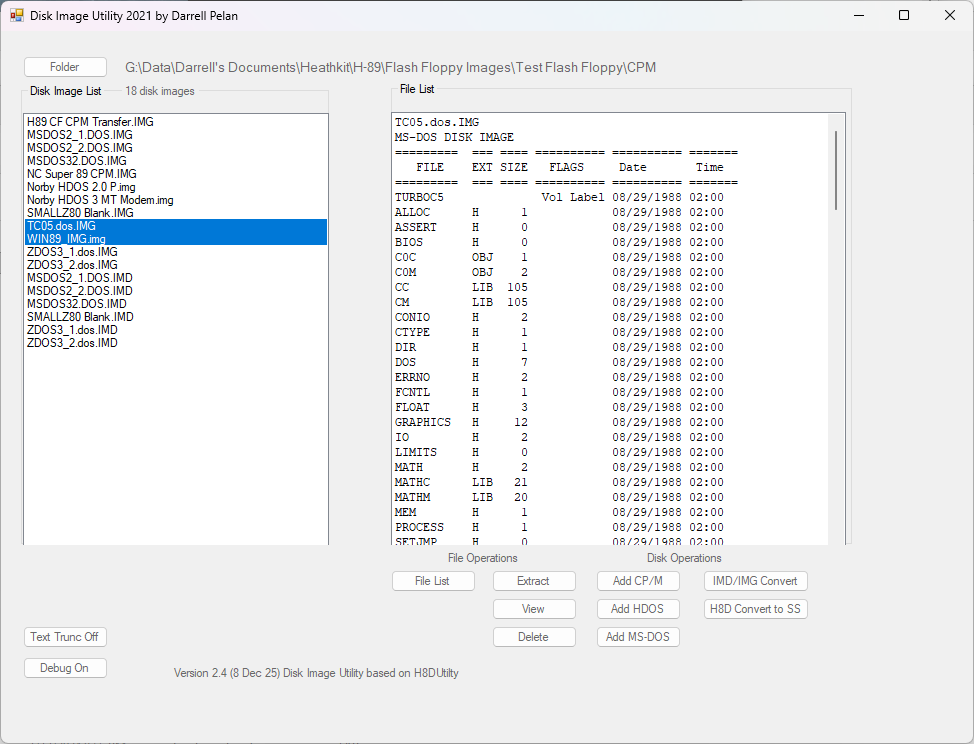 Disk Image Utility 2021 by Darrell Pelan
Folder
G:\Data\Darrell's Documents\Heathkit\H-89\Flash Floppy Images\Test Flash Floppy\CPM
Disk Image List
18 disk images
H89 CF CPM Transfer.IMG
MSDOS2_1.DOS.IMG
MSDOS2_2.DOS.IMG
MSDOS32.DOS.IMG
NC Super 89 CPM.IMG
Norby HDOS 2.0 P.img
Norby HDOS 3 MT Modem.img
SMALLZ80 Blank.IMG
TC05.dos.IMG
WIN89_IMG.img
ZDOS3_1.dos.IMG
ZDOS3_2.dos.IMG
MSDOS2_1.DOS.IMD
MSDOS2_2.DOS.IMD
MSDOS32.DOS.IMD
SMALLZ80 Blank.IMD
ZDOS3_1.dos.IMD
ZDOS3_2.dos.IMD
File List
TC05.dos.IMG
MS-DOS DISK IMAGE
========= === ==== ========== ========== =======
FILE EXT SIZE FLAGS Date Time
========= === ==== ========== ========== =======
TURBOC5 Vol Label 08/29/1988 02:00
ALLOC H 1 08/29/1988 02:00
ASSERT H 0 08/29/1988 02:00
BIOS H 0 08/29/1988 02:00
C0C OBJ 1 08/29/1988 02:00
C0M OBJ 2 08/29/1988 02:00
CC LIB 105 08/29/1988 02:00
CM LIB 105 08/29/1988 02:00
CONIO H 2 08/29/1988 02:00
CTYPE H 1 08/29/1988 02:00
DIR H 1 08/29/1988 02:00
DOS H 7 08/29/1988 02:00
ERRNO H 2 08/29/1988 02:00
FCNTL H 1 08/29/1988 02:00
FLOAT H 3 08/29/1988 02:00
GRAPHICS H 12 08/29/1988 02:00
IO H 2 08/29/1988 02:00
LIMITS H 0 08/29/1988 02:00
MATH H 2 08/29/1988 02:00
MATHC LIB 21 08/29/1988 02:00
MATHM LIB 20 08/29/1988 02:00
MEM H 1 08/29/1988 02:00
PROCESS H 1 08/29/1988 02:00
SETJMP H 0 08/29/1988 02:00
File Operations
Disk Operations
File List
Extract
Add CP/M
IMD/IMG Convert
View
Add HDOS
H8D Convert to SS
Text Trunc Off
Delete
Add MS-DOS
Debug On
Version 2.4 (8 Dec 25) Disk Image Utility based on H8DUtilty